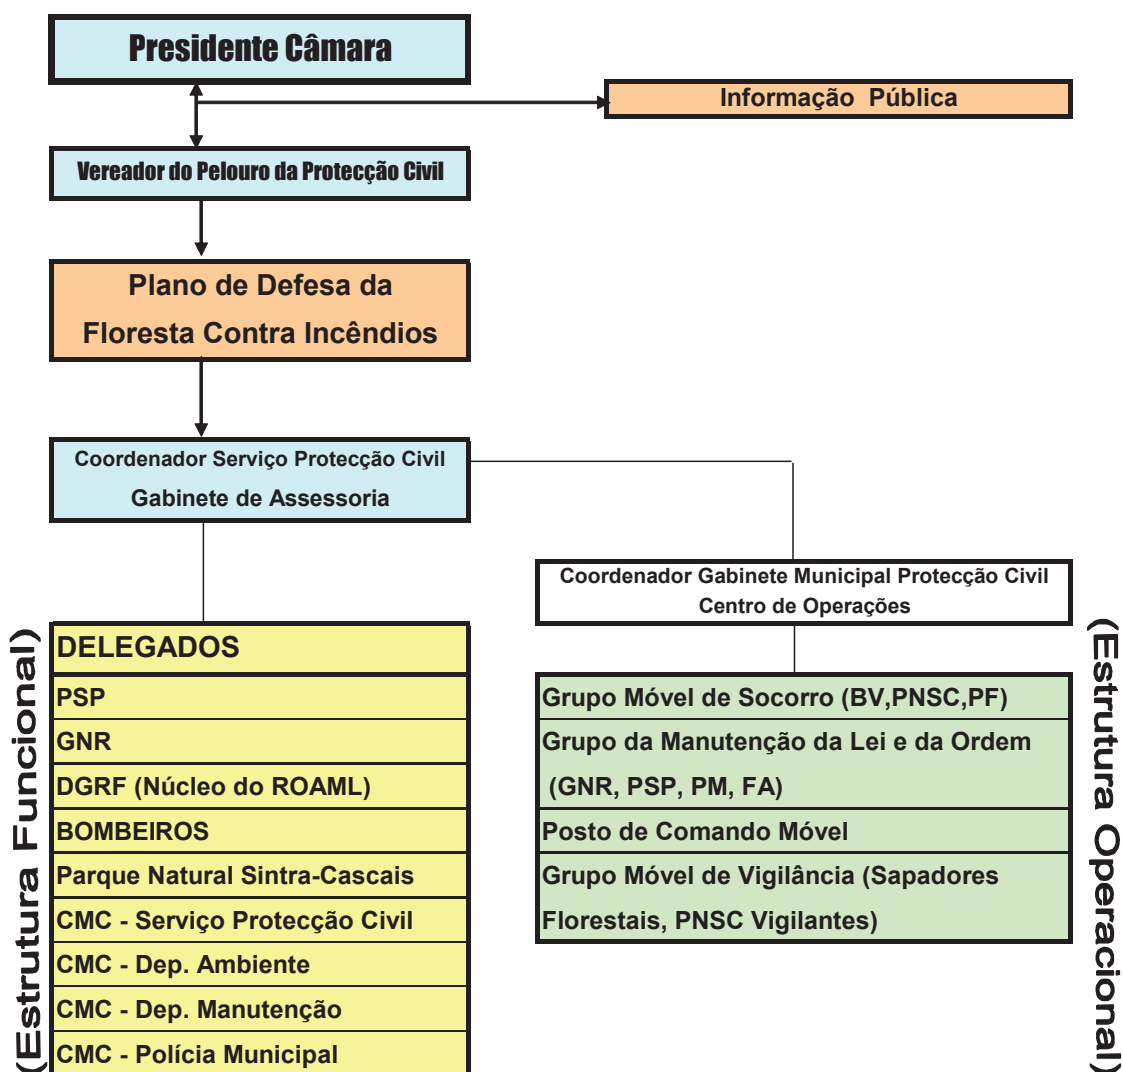 Presidente Câmara
Informação Pública
Vereador do Pelouro da Protecção Civil
Plano de Defesa da
Floresta Contra Incêndios
Coordenador Serviço Protecção Civil
Gabinete de Assessoria
Coordenador Gabinete Municipal Protecção Civil
Centro de Operações
(Estrutura Funcional)
DELEGADOS
PSP
GNR
DGRF (Núcleo do ROAML)
BOMBEIROS
Parque Natural Sintra-Cascais
CMC - Serviço Protecção Civil
CMC - Dep. Ambiente
CMC - Dep. Manutenção
CMC - Polícia Municipal
Grupo Móvel de Socorro (BV,PNSC,PF)
Grupo da Manutenção da Lei e da Ordem
(GNR, PSP, PM, FA)
Posto de Comando Móvel
Grupo Móvel de Vigilância (Sapadores
Florestais, PNSC Vigilantes)
(Estrutura Operacional)